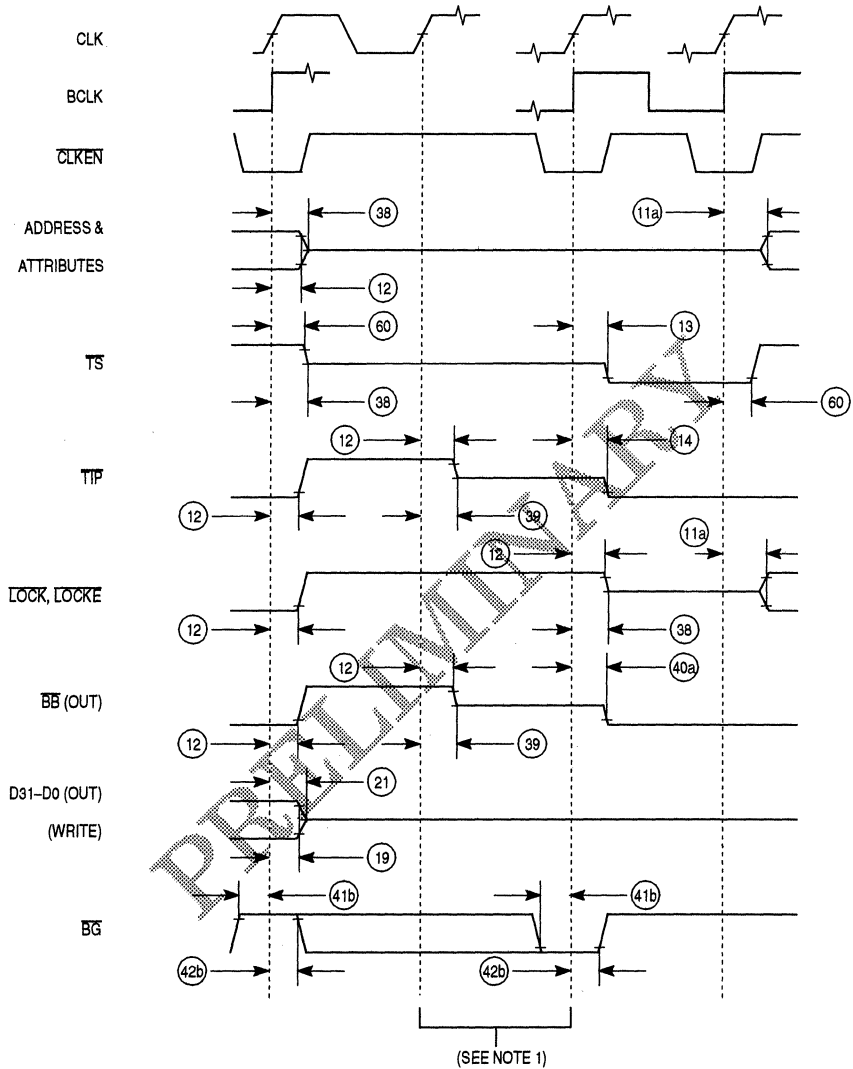 CLK
BCLK
CLKEN
38
11a
ADDRESS &
ATTRIBUTES
12
60
13
TS
38
60
12
14
TIP
12
39
12
11a
LOCK, LOCKE
12
38
12
40a
BB (OUT)
12
39
D31–D0 (OUT)
21
(WRITE)
19
41b
41b
BG
42b
42b
(SEE NOTE 1)
PRELIMINARY